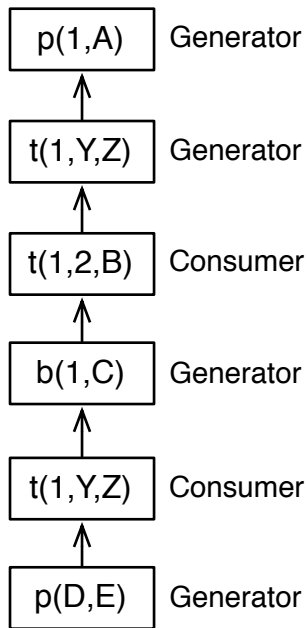 p(1,A) Generator
t(1,Y,Z) Generator
t(1,2,B) Consumer
b(1,C) Generator
t(1,Y,Z) Consumer
p(D,E) Generator